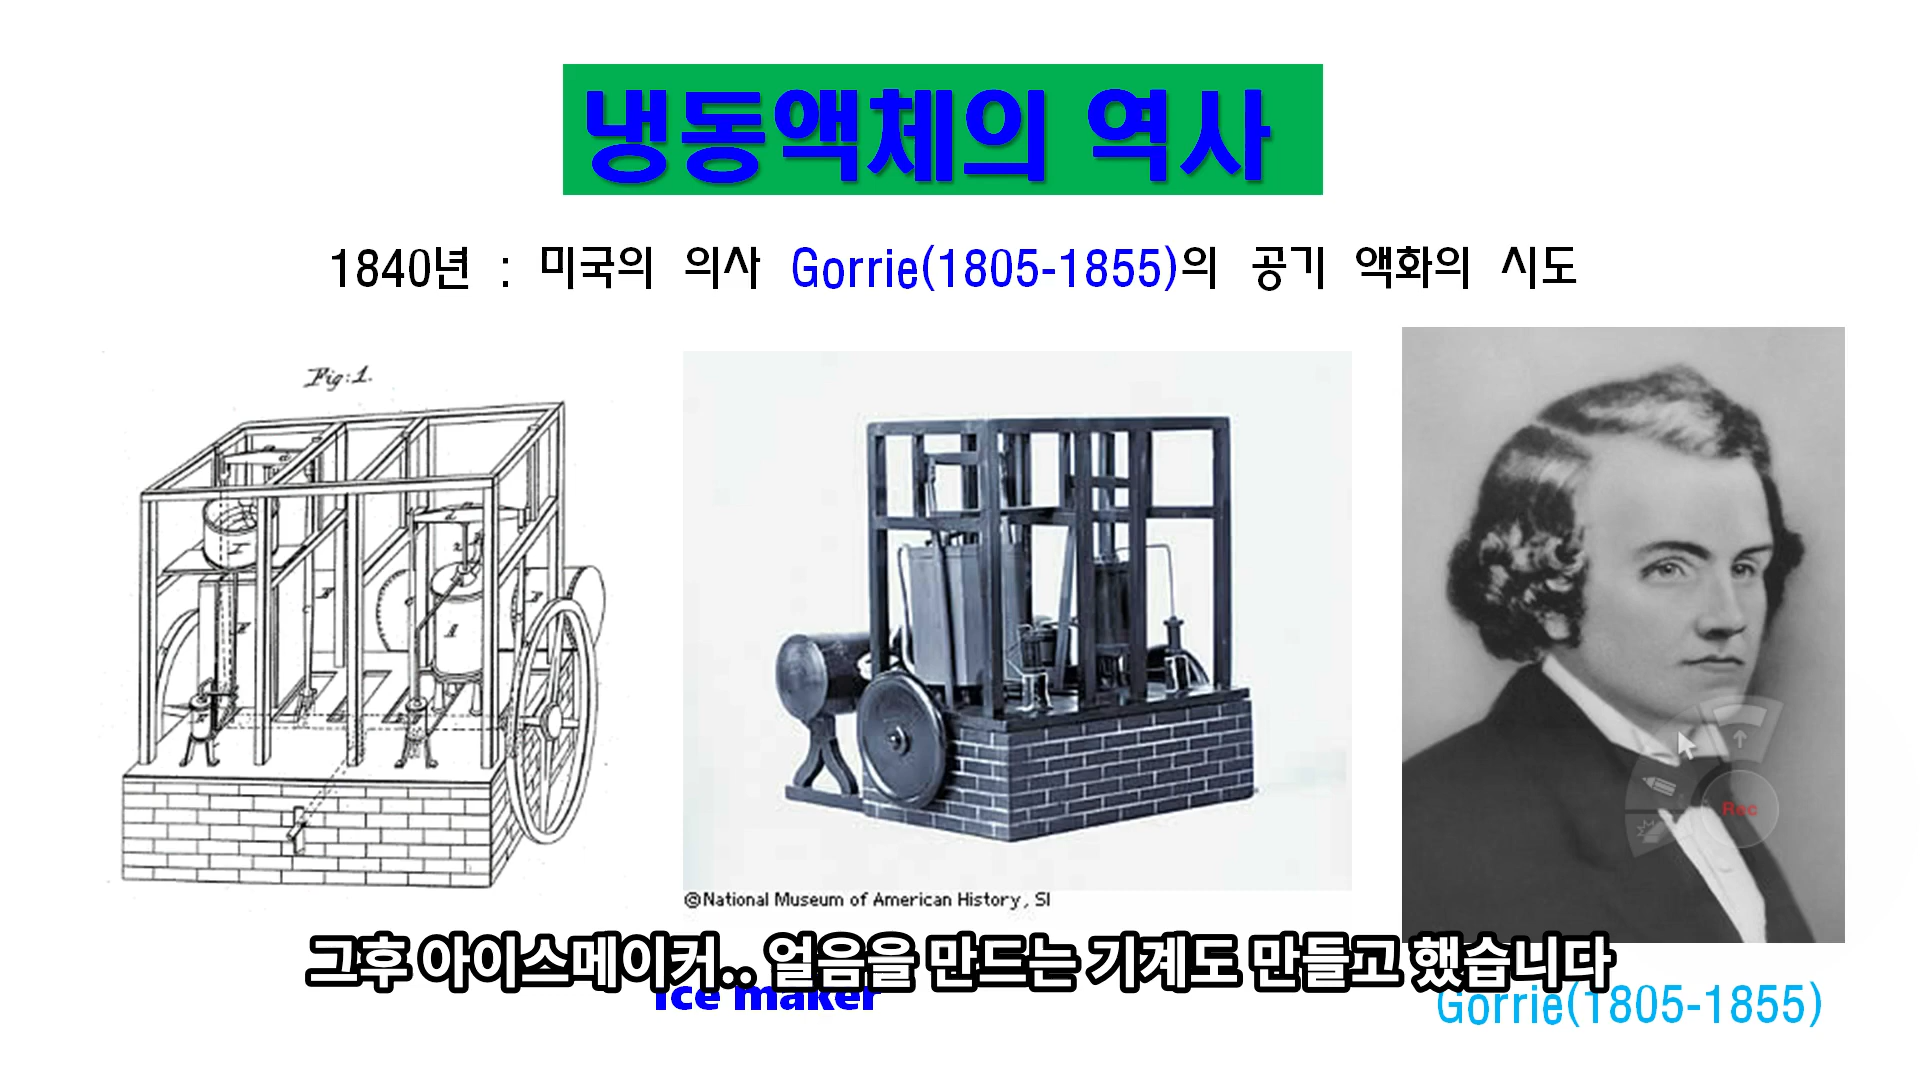 냉동액체의 역사
1840년 : 미국의 의사 Gorrie(1805-1855)의 공기 액화의 시도
Fig:1.
©National Museum of American History, SI
그후 아이스메이커.. 얼음을 만드는 기계도 만들고 했습니다
Ice maker
Gorrie(1805-1855)
Rec